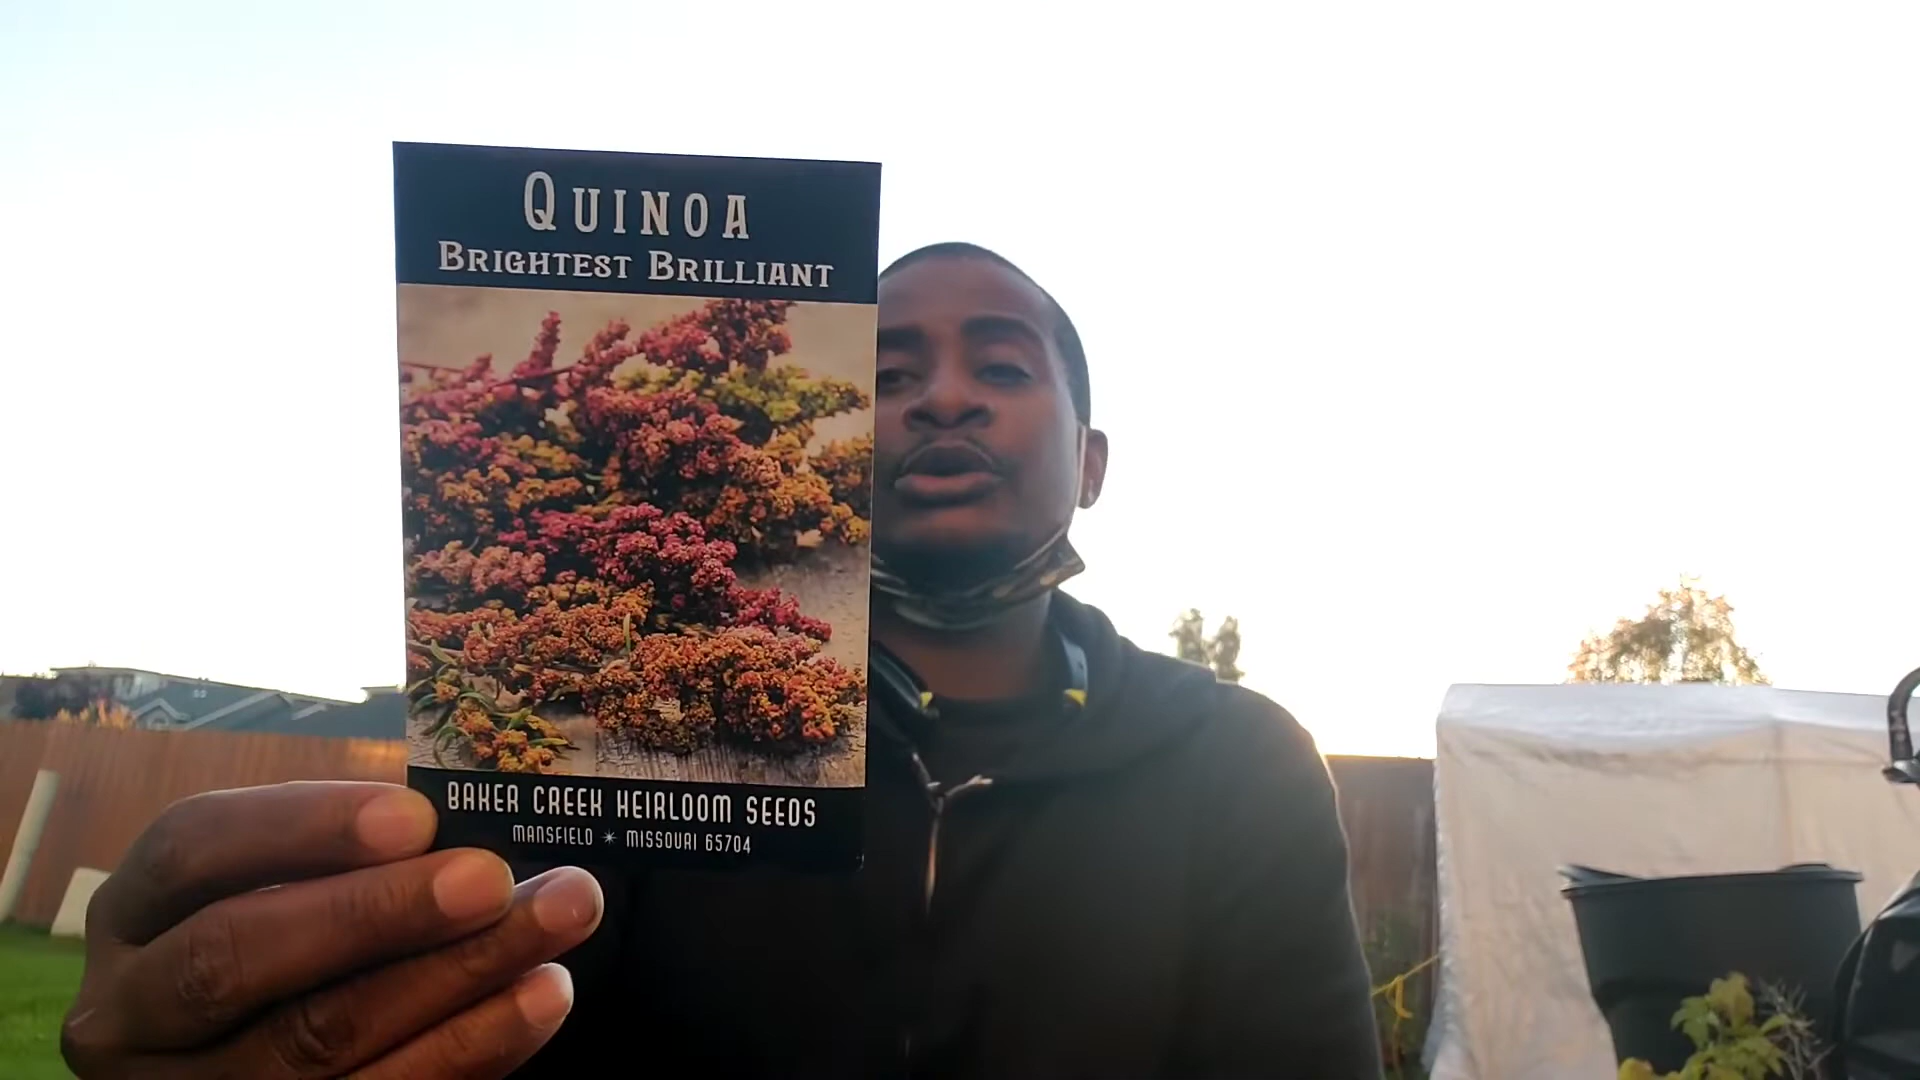 QUINOA
BRIGHTEST BRILLIANT
BAKER CREEK HEIRLOOM SEEDS
MANSFIELD * MISSOURI 65704